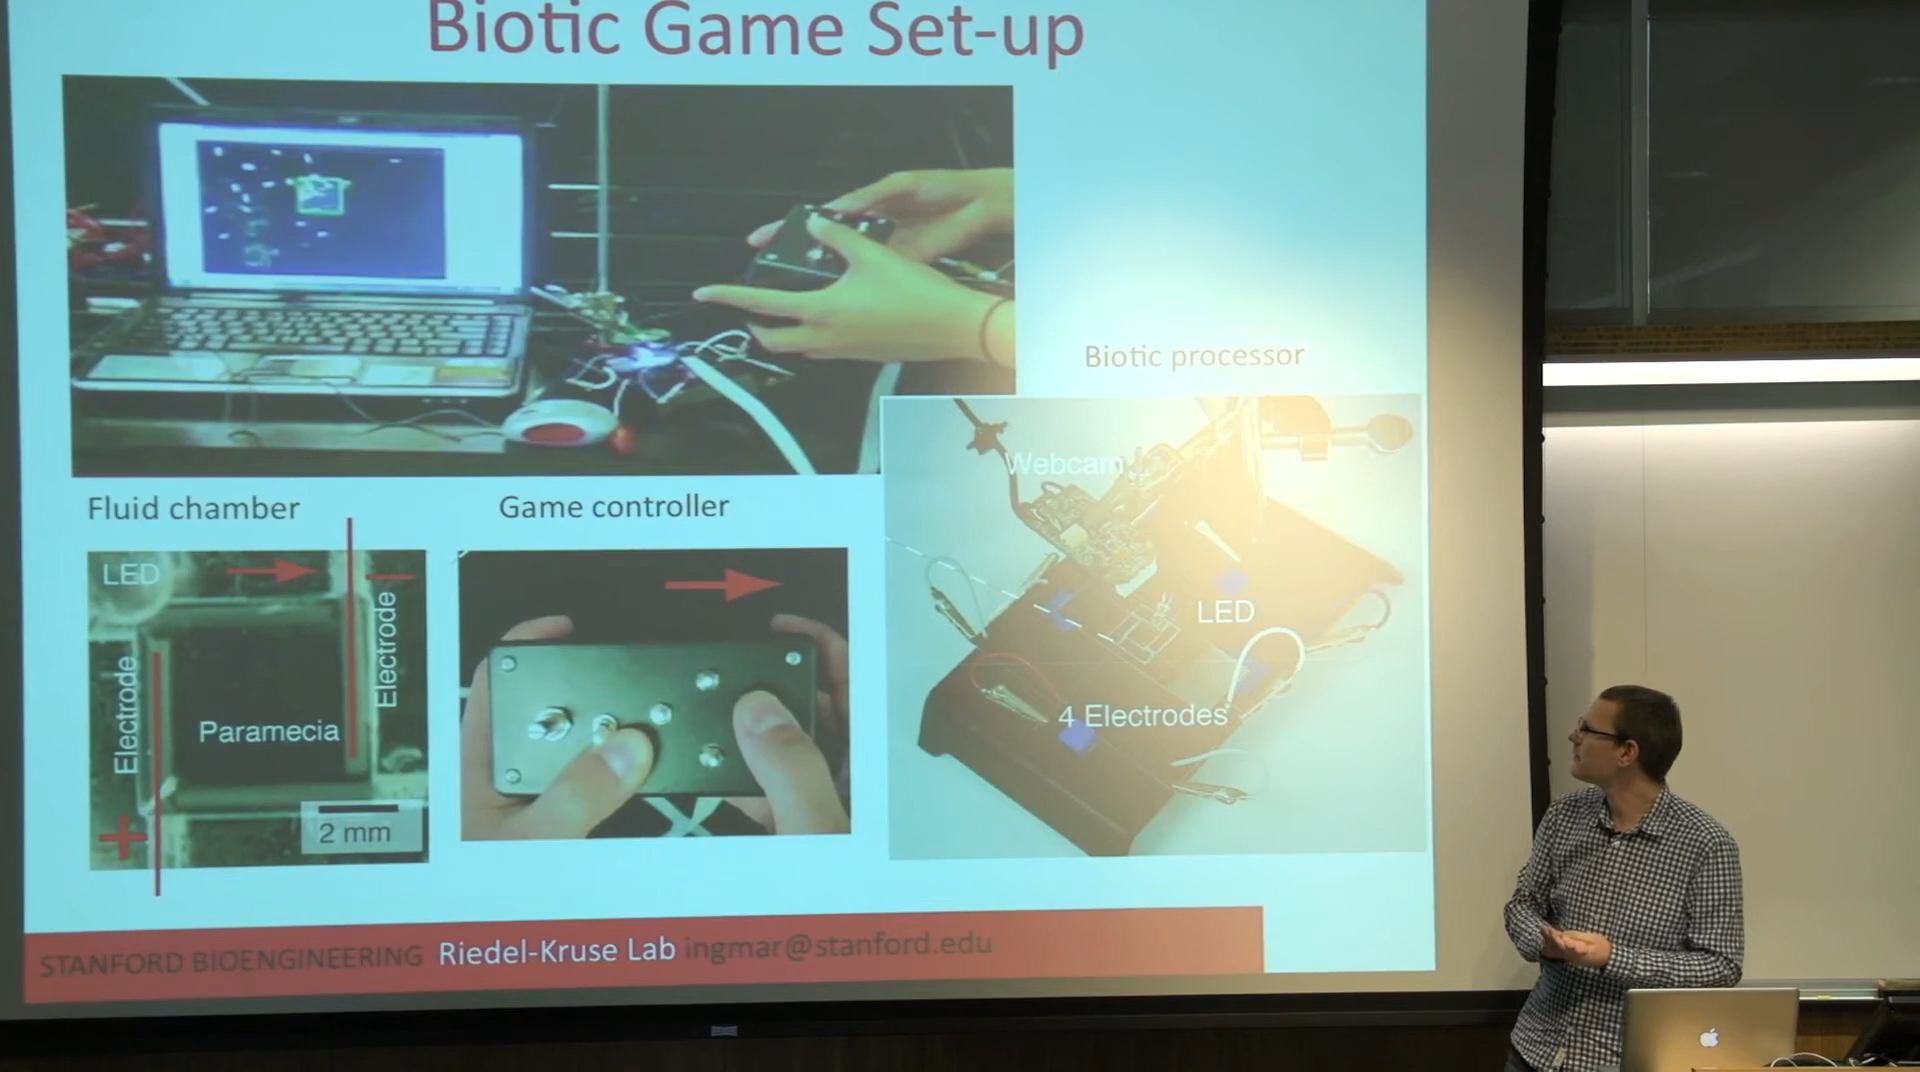 Biotic Game Set-up
Biotic processor
Webcam
LED
4 Electrodes
Fluid chamber
LED
Electrode
Electrode
Paramecia
+
2 mm
Game controller
STANFORD BIOENGINEERING Riedel-Kruse Lab ingmar@stanford.edu